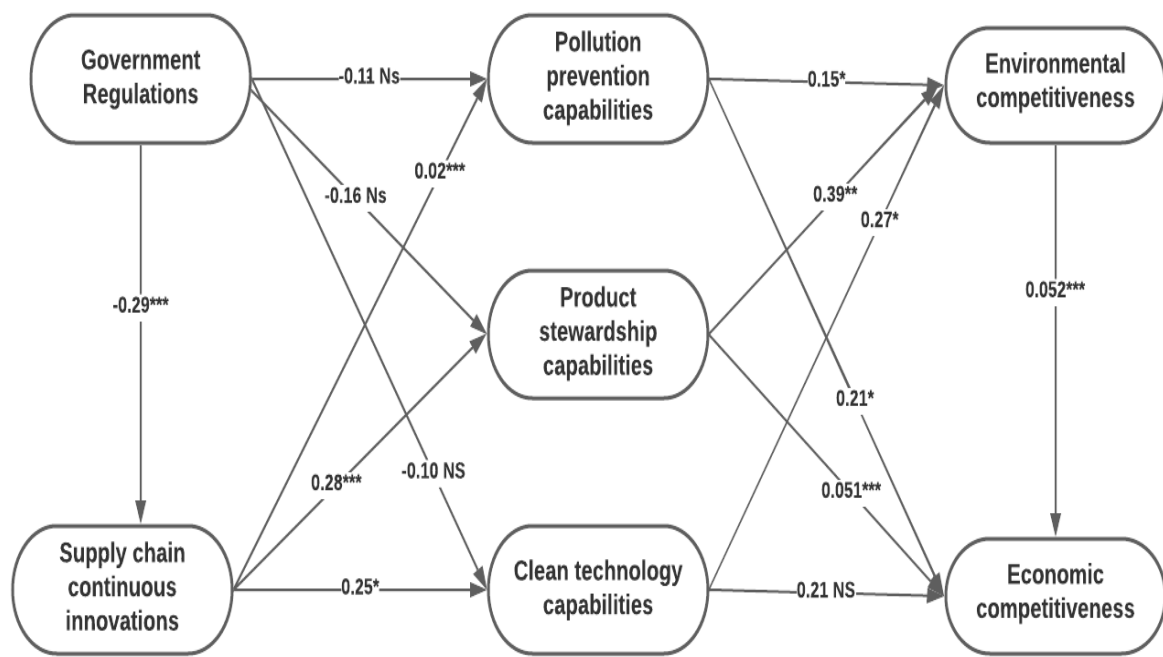 Government
Regulations
Pollution
prevention
capabilities
Environmental
competitiveness
-0.11 Ns
0.15*
0.02***
-0.16 Ns
0.39**
0.27*
-0.29***
0.052***
Product
stewardship
capabilities
0.21*
0.28***
-0.10 NS
0.051***
Supply chain
continuous
innovations
0.25*
Clean technology
capabilities
0.21 NS
Economic
competitiveness